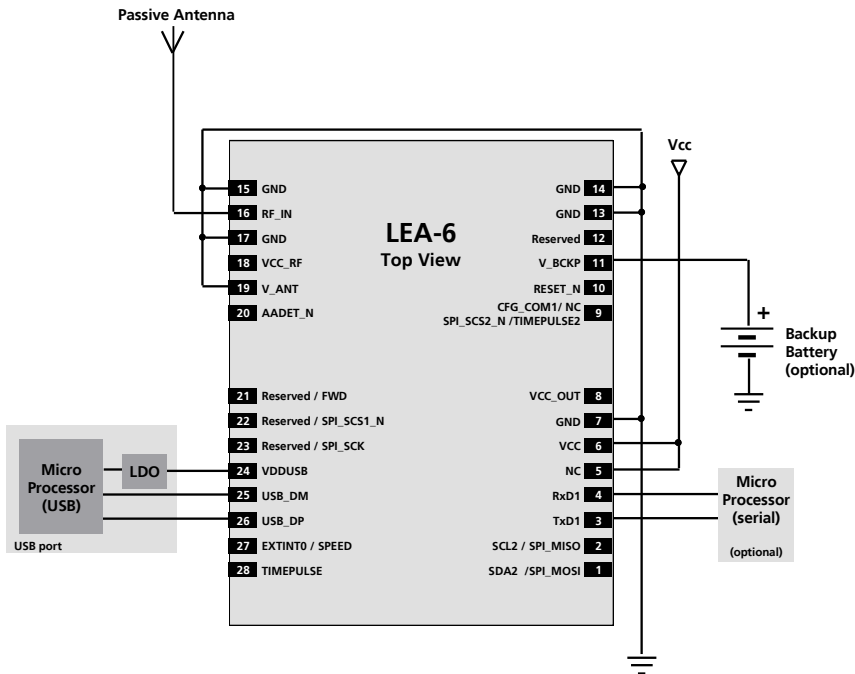 Passive Antenna
Vcc
LEA-6
Top View
15 GND
16 RF_IN
17 GND
18 VCC_RF
19 V_ANT
20 AADET_N
GND 14
GND 13
Reserved 12
V_BCKP 11
RESET_N 10
CFG_COM1/ NC
SPI_SCS2_N /TIMEPULSE2 9
+
Backup
Battery
(optional)
21 Reserved / FWD
22 Reserved / SPI_SCS1_N
23 Reserved / SPI_SCK
24 VDDUSB
25 USB_DM
26 USB_DP
27 EXTINT0 / SPEED
28 TIMEPULSE
VCC_OUT 8
GND 7
VCC 6
NC 5
RxD1 4
TxD1 3
SCL2 / SPI_MISO 2
SDA2 /SPI_MOSI 1
Micro
Processor
(USB)
LDO
USB port
Micro
Processor
(serial)
(optional)